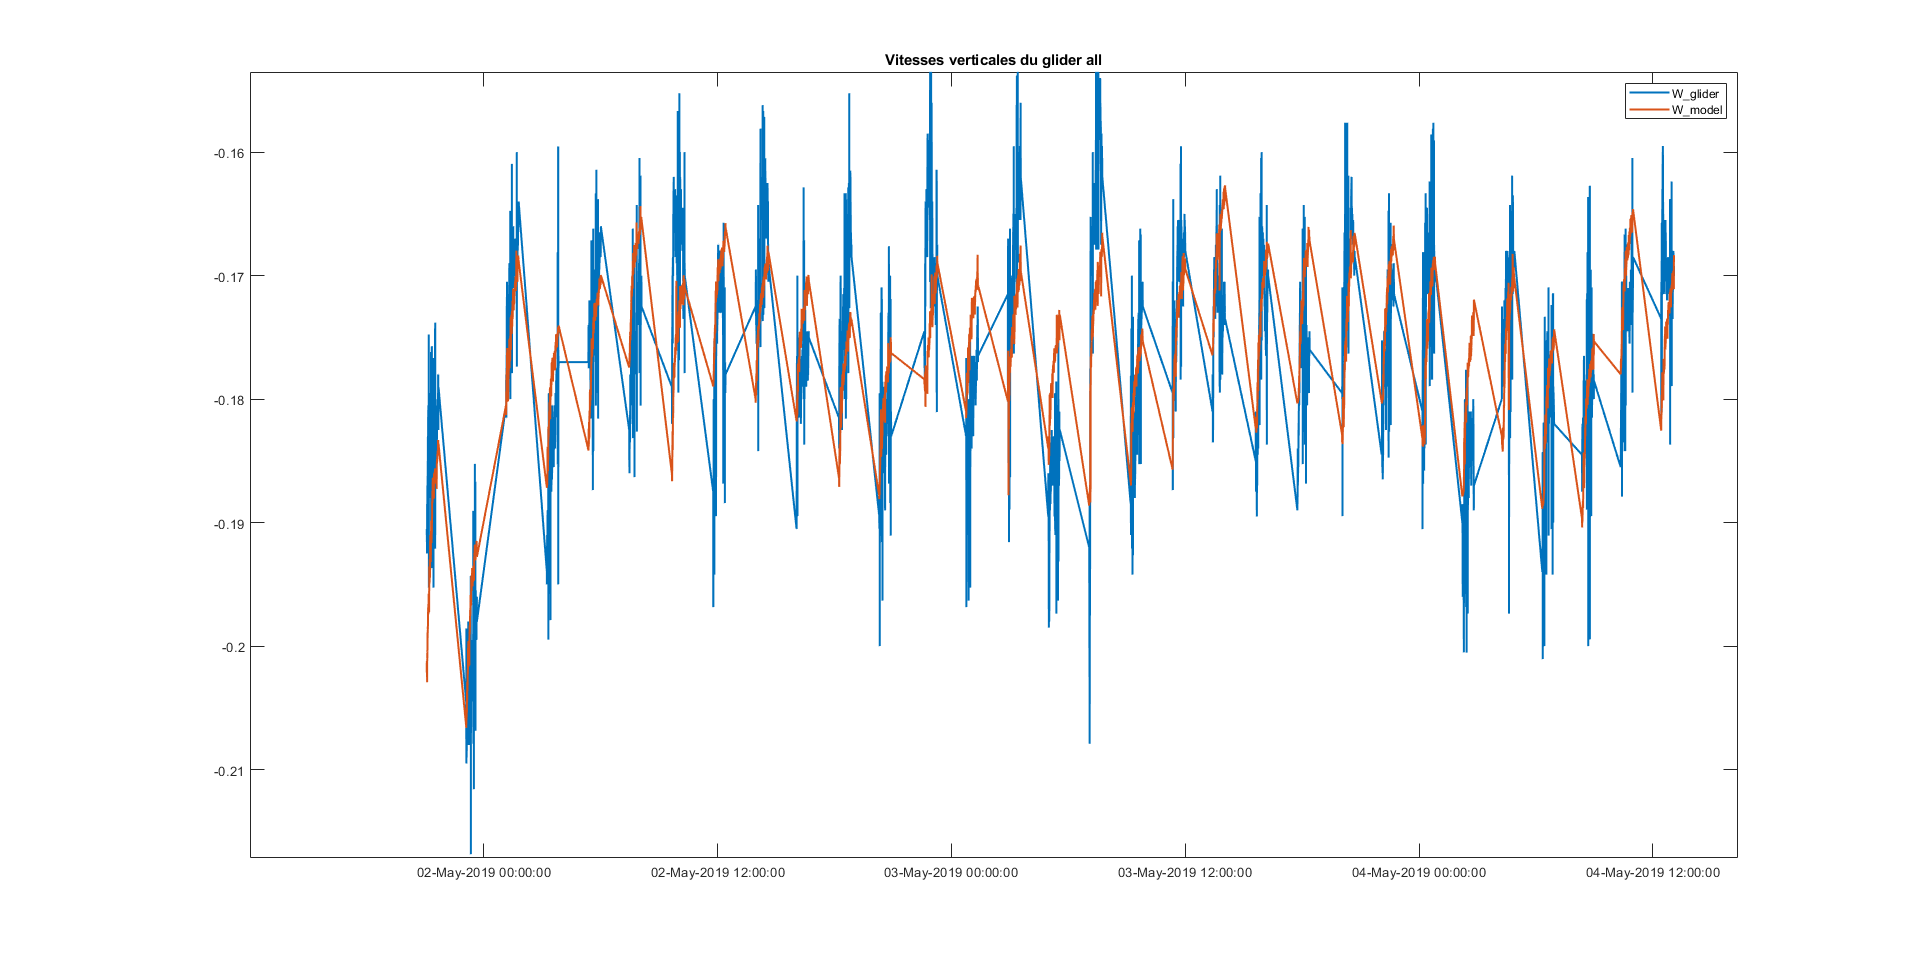 Vitesses verticales du glider all
W_glider
W_model
-0.16
-0.17
-0.18
-0.19
-0.2
-0.21
02-May-2019 00:00:00
02-May-2019 12:00:00
03-May-2019 00:00:00
03-May-2019 12:00:00
04-May-2019 00:00:00
04-May-2019 12:00:00